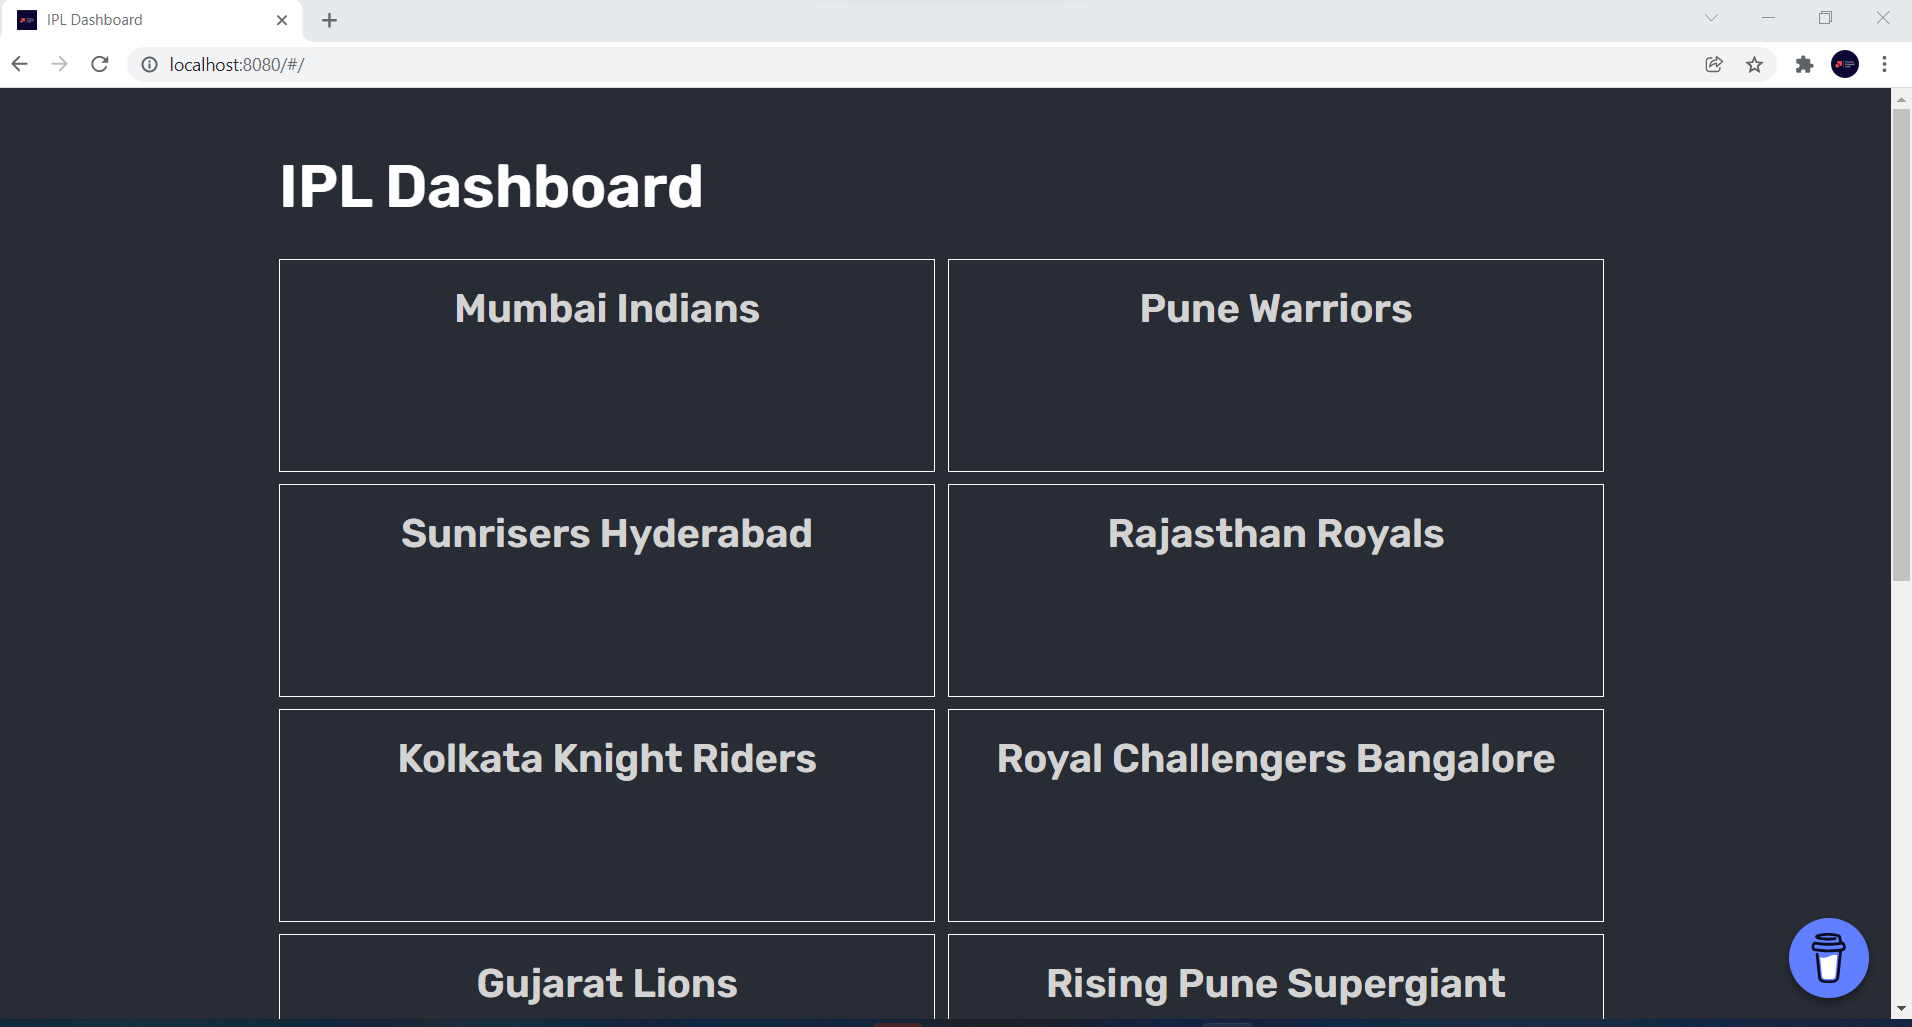 IPL Dashboard
localhost:8080/#/
IPL Dashboard
Mumbai Indians
Pune Warriors
Sunrisers Hyderabad
Rajasthan Royals
Kolkata Knight Riders
Royal Challengers Bangalore
Gujarat Lions
Rising Pune Supergiant